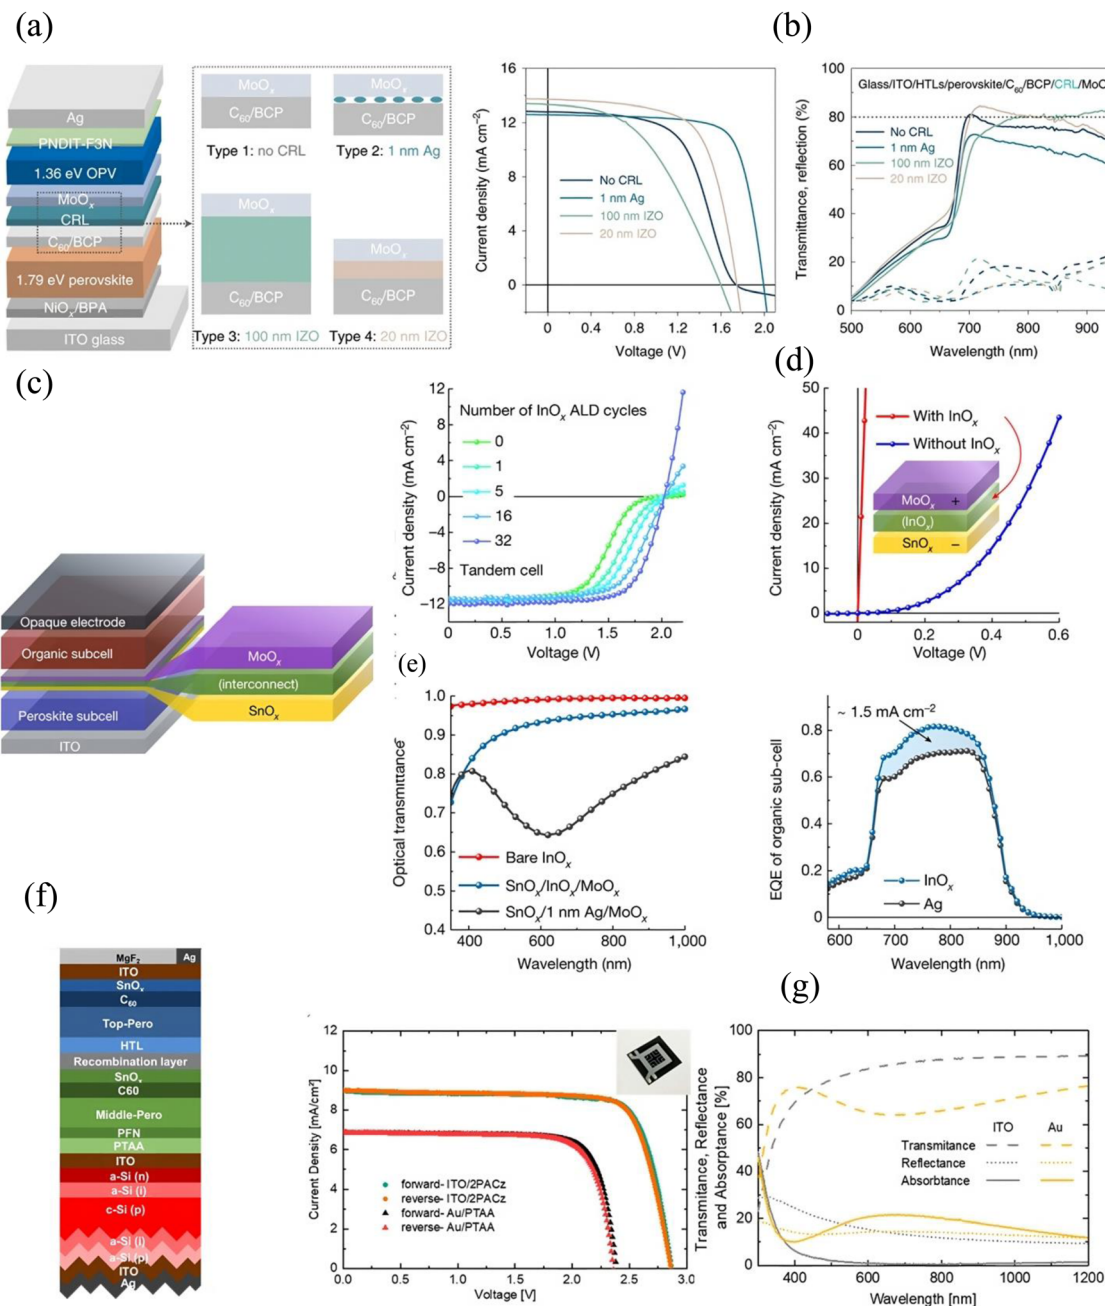 (a)
Ag
PNDIT-F3N
1.36 eV OPV
MoOₓ
CRL
C₆₀/BCP
1.79 eV perovskite
NiOₓ/BPA
ITO glass
MoOₓ
C₆₀/BCP
Type 1: no CRL
MoOₓ
C₆₀/BCP
Type 2: 1 nm Ag
MoOₓ
C₆₀/BCP
Type 3: 100 nm IZO
MoOₓ
C₆₀/BCP
Type 4: 20 nm IZO
Current density (mA cm⁻²)
16
12
8
4
0
No CRL
1 nm Ag
100 nm IZO
20 nm IZO
0
0.4
0.8
1.2
1.6
2.0
Voltage (V)
(b)
Transmittance, reflection (%)
100
90
80
70
60
50
40
30
20
10
0
Glass/ITO/HTLs/perovskite/C₆₀/BCP/CRL/MoO
No CRL
1 nm Ag
100 nm IZO
20 nm IZO
500
600
700
800
900
Wavelength (nm)
(c)
Opaque electrode
Organic subcell
Peroskite subcell
ITO
MoOₓ
(interconnect)
SnOₓ
Current density (mA cm⁻²)
12
8
4
0
−4
−8
−12
Number of InOₓ ALD cycles
0
1
5
16
32
Tandem cell
0
0.5
1.0
1.5
2.0
Voltage (V)
(d)
Current density (mA cm⁻²)
50
40
30
20
10
0
With InOₓ
Without InOₓ
MoOₓ +
(InOₓ)
SnOₓ −
0
0.2
0.4
0.6
Voltage (V)
(e)
Optical transmittance
1.0
0.9
0.8
0.7
0.6
0.5
0.4
Bare InOₓ
SnOₓ/InOₓ/MoOₓ
SnOₓ/1 nm Ag/MoOₓ
400
600
800
1,000
Wavelength (nm)
EQE of organic sub-cell
0.8
0.6
0.4
0.2
0
~ 1.5 mA cm⁻²
InOₓ
Ag
600
700
800
900
1,000
Wavelength (nm)
(f)
MgF₂
Ag
ITO
SnOₓ
C₆₀
Top-Pero
HTL
Recombination layer
SnOₓ
C60
Middle-Pero
PFN
PTAA
ITO
a-Si (n)
a-Si (i)
c-Si (p)
a-Si (i)
a-Si (p)
ITO
Ag
Current Density [mA/cm²]
12
10
8
6
4
2
0
forward- ITO/2PACz
reverse- ITO/2PACz
forward- Au/PTAA
reverse- Au/PTAA
0.0
0.5
1.0
1.5
2.0
2.5
3.0
Voltage [V]
(g)
Transmitance, Reflectance
and Absorptance [%]
100
80
60
40
20
0
ITO Au
Transmitance
Reflectance
Absorbtance
400
600
800
1000
1200
Wavelength [nm]